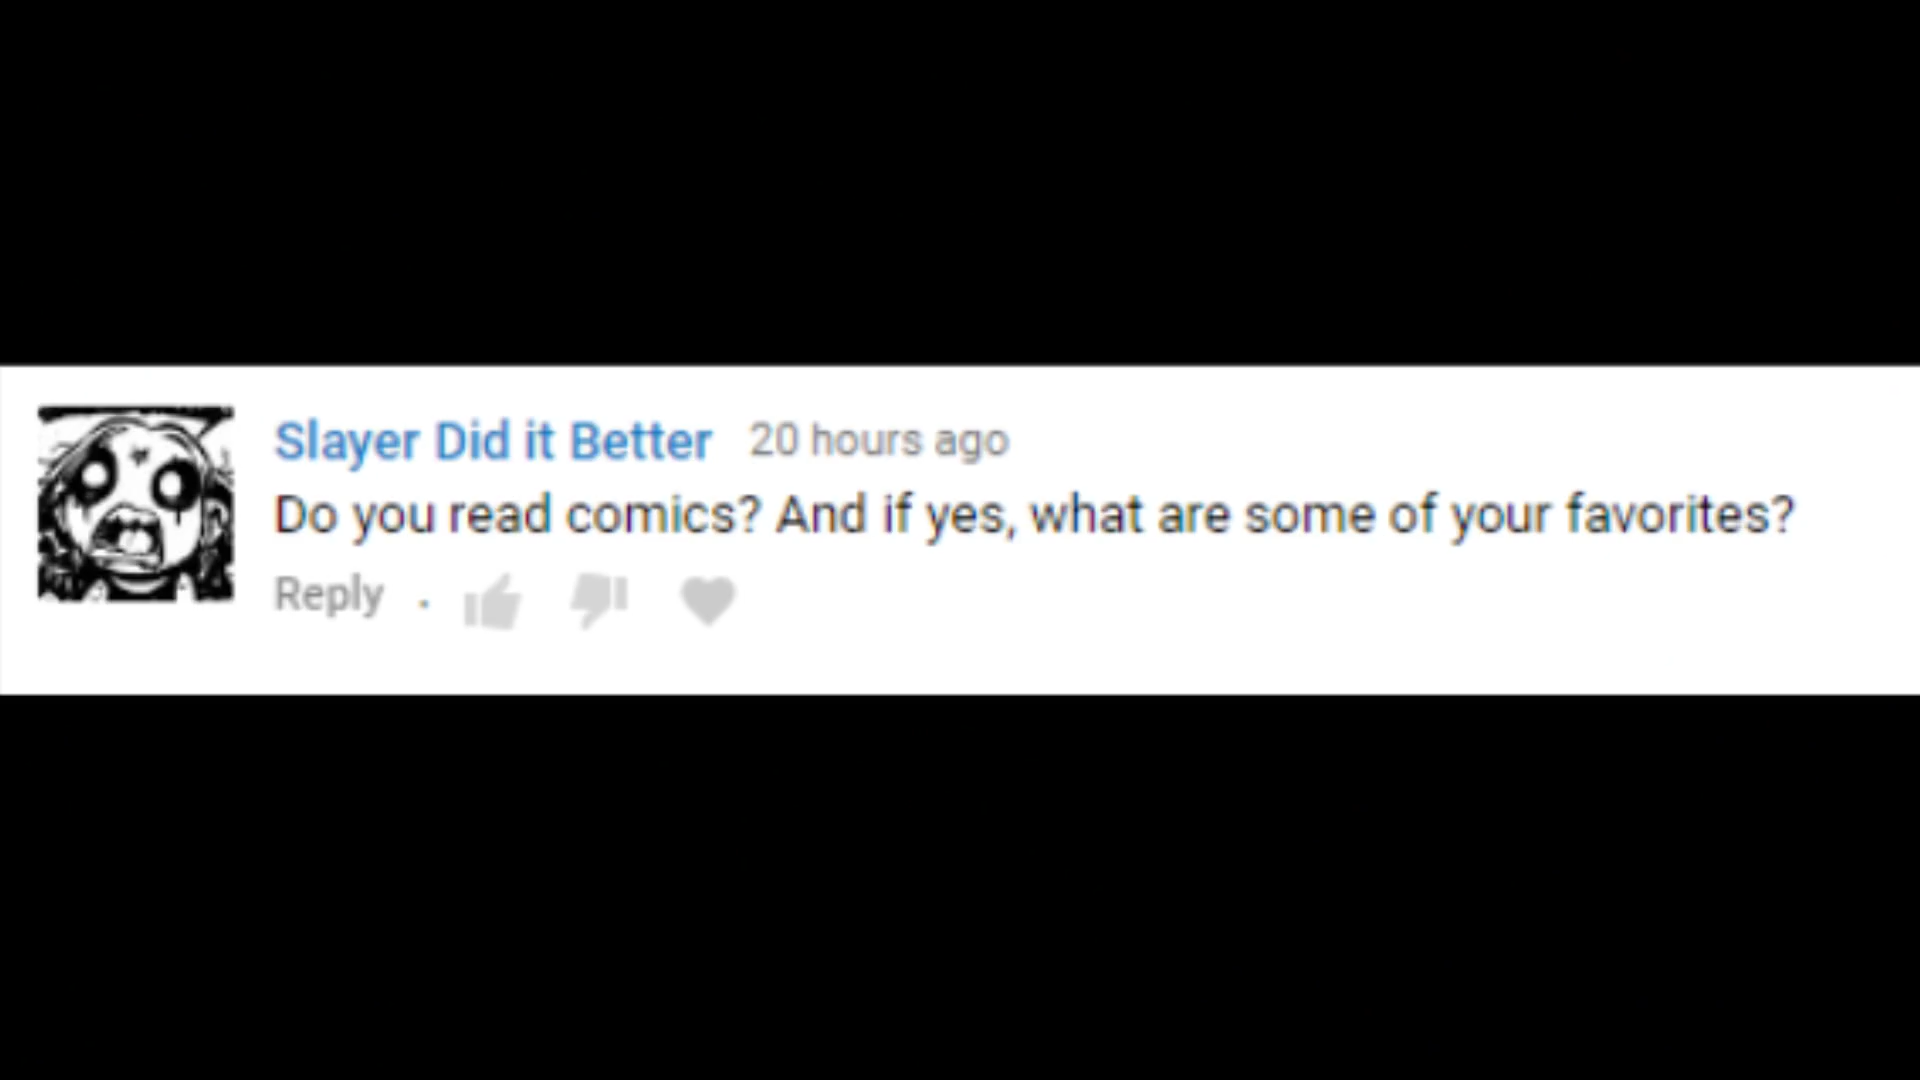 Slayer Did it Better 20 hours ago
Do you read comics? And if yes, what are some of your favorites?
Reply .